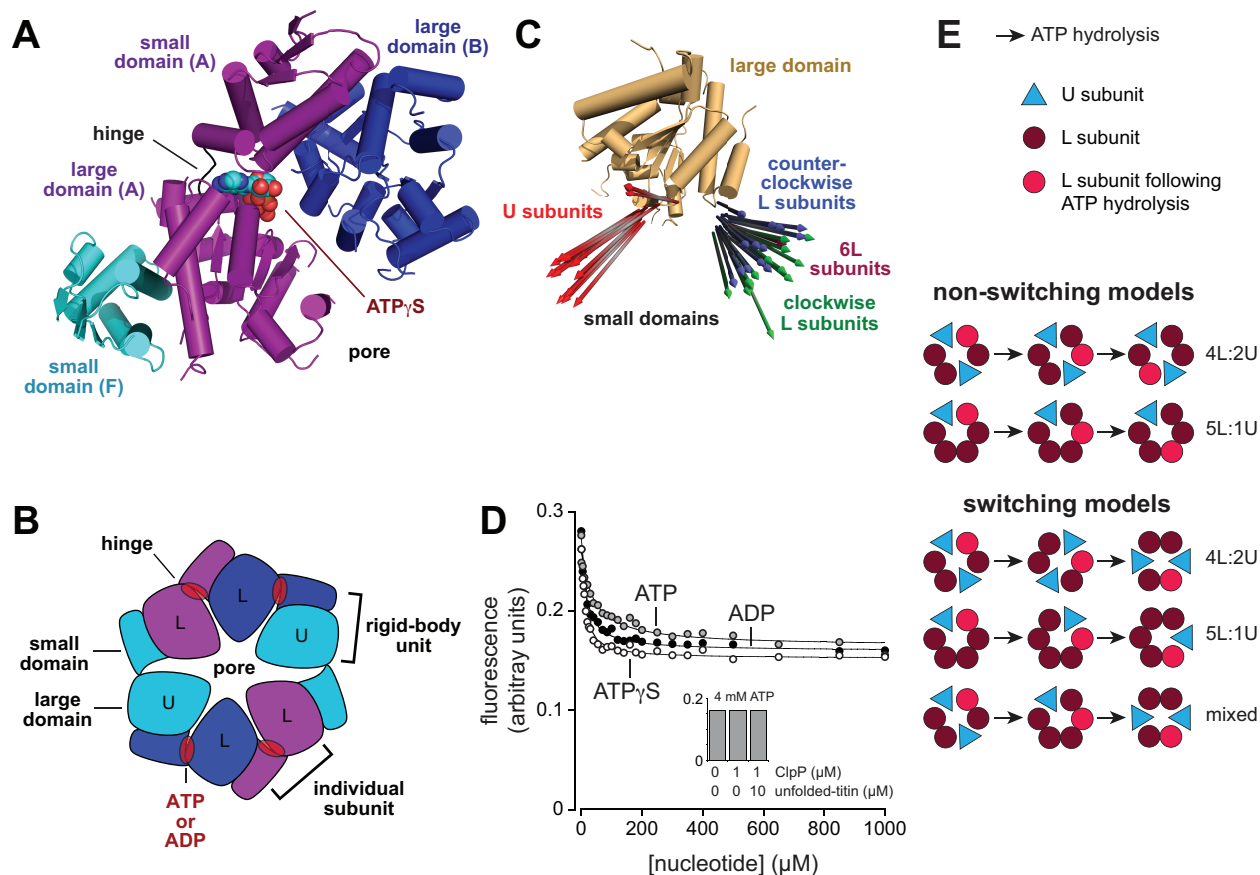 A
small
domain (A)
large
domain (B)
hinge
large
domain (A)
ATPγS
pore
small
domain (F)
B
hinge
L
L
U
small
domain
pore
rigid-body
unit
large
domain
U
L
L
ATP
or
ADP
individual
subunit
C
large domain
counter-
clockwise
L subunits
U subunits
6L
subunits
clockwise
L subunits
small domains
D
fluorescence
(arbitray units)
0.3
0.2
0.1
0
ATP
ADP
ATPγS
4 mM ATP
0.2
0
0 1 1 ClpP (μM)
0 0 10 unfolded-titin (μM)
0 200 400 600 800 1000
[nucleotide] (μM)
E
ATP hydrolysis
U subunit
L subunit
L subunit following
ATP hydrolysis
non-switching models
4L:2U
5L:1U
switching models
4L:2U
5L:1U
mixed